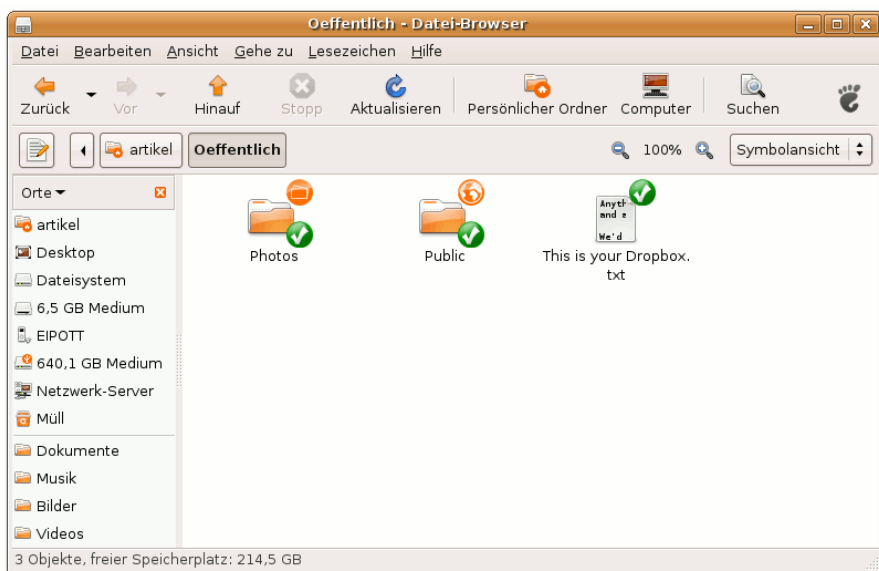 Oeffentlich - Datei-Browser
Datei Bearbeiten Ansicht Gehe zu Lesezeichen Hilfe
Zurück Vor Hinauf Stopp Aktualisieren Persönlicher Ordner Computer Suchen
artikel Oeffentlich 100% Symbolansicht
Orte
artikel
Desktop
Dateisystem
6,5 GB Medium
EIPOTT
640,1 GB Medium
Netzwerk-Server
Müll
Dokumente
Musik
Bilder
Videos
Photos
Public
Anyth
and a
We'd
This is your Dropbox.
txt
3 Objekte, freier Speicherplatz: 214,5 GB